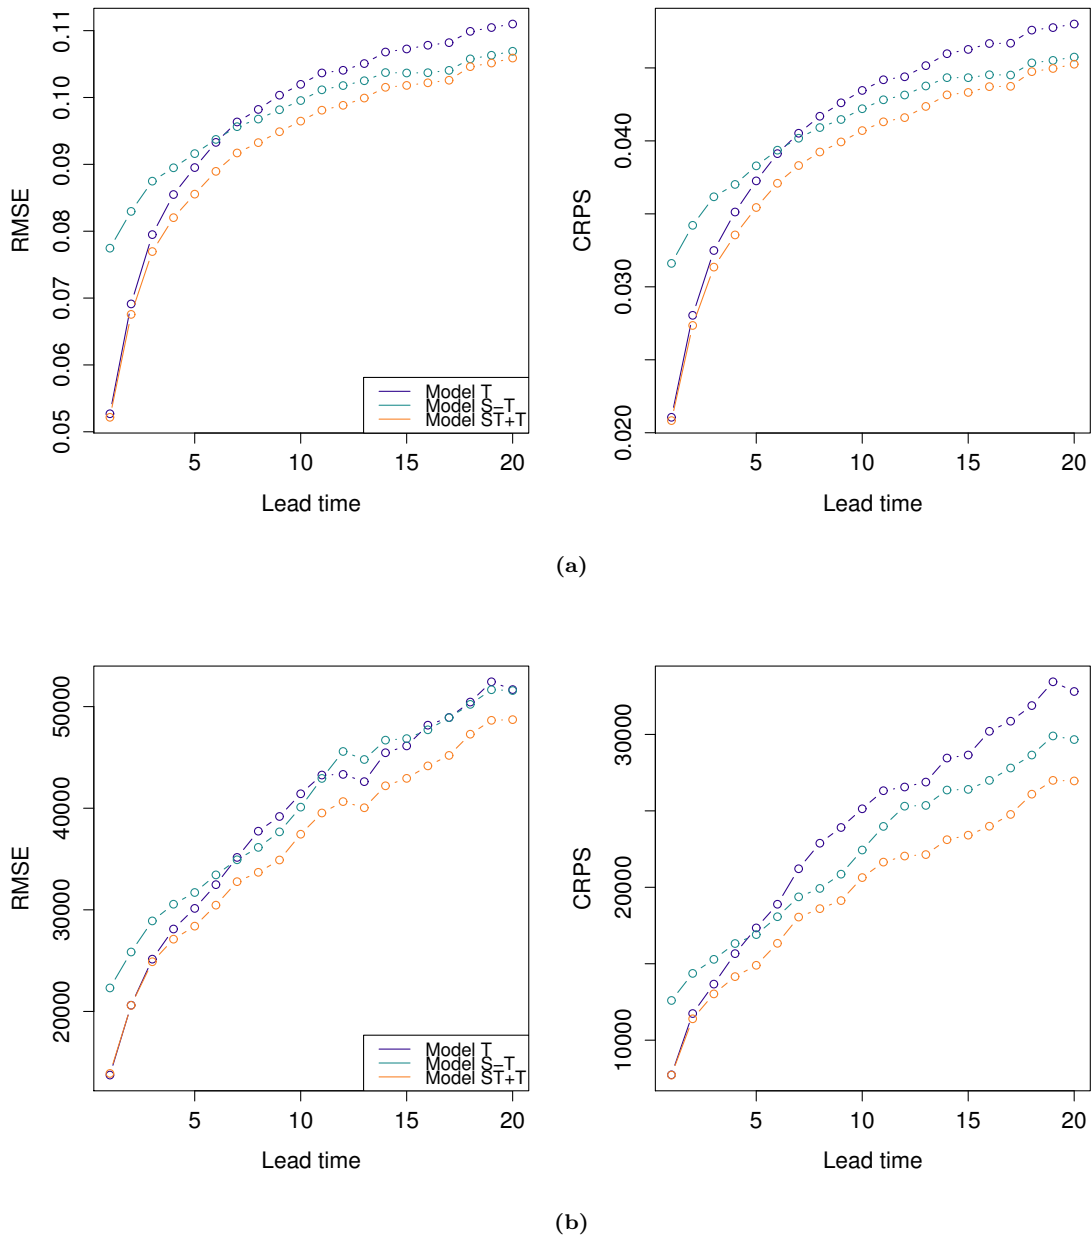 RMSE
0.05
0.06
0.07
0.08
0.09
0.10
0.11
Model T
Model S−T
Model ST+T
5
10
15
20
Lead time
CRPS
0.020
0.030
0.040
5
10
15
20
Lead time
(a)
RMSE
20000
30000
40000
50000
Model T
Model S−T
Model ST+T
5
10
15
20
Lead time
CRPS
10000
20000
30000
5
10
15
20
Lead time
(b)